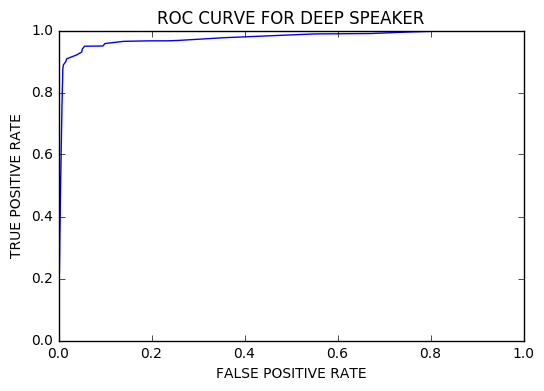 ROC CURVE FOR DEEP SPEAKER
1.0
0.8
0.6
0.4
0.2
0.0
TRUE POSITIVE RATE
0.0 0.2 0.4 0.6 0.8 1.0
FALSE POSITIVE RATE